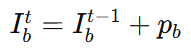 I_b^t = I_b^{t-1} + p_b